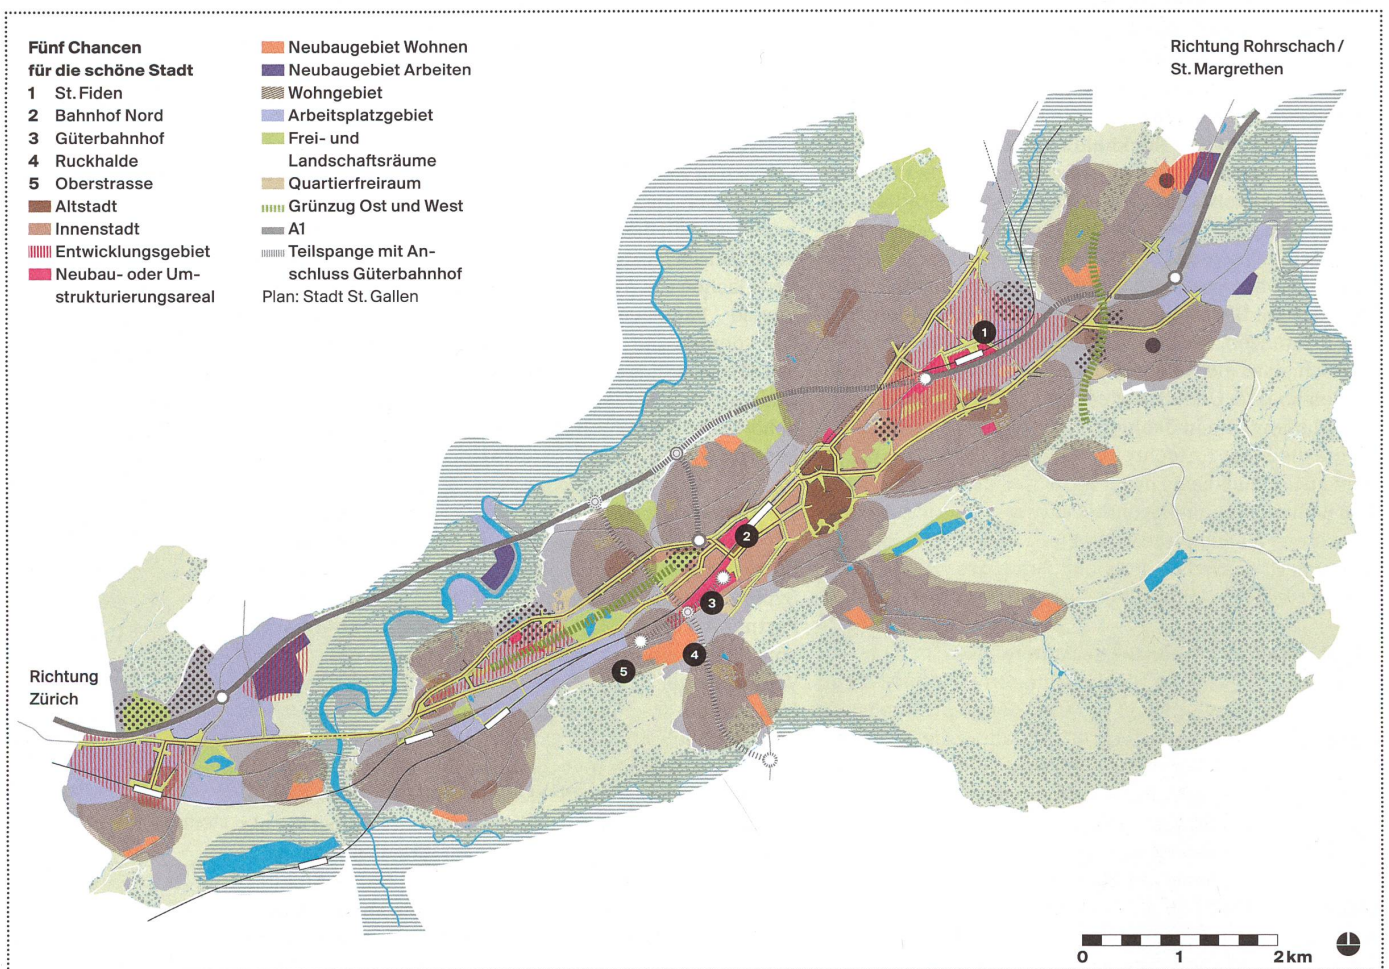 Fünf Chancen
für die schöne Stadt
1 St. Fiden
2 Bahnhof Nord
3 Güterbahnhof
4 Ruckhalde
5 Oberstrasse
Altstadt
Innenstadt
Entwicklungsgebiet
Neubau- oder Um-
strukturierungsareal
Neubaugebiet Wohnen
Neubaugebiet Arbeiten
Wohngebiet
Arbeitsplatzgebiet
Frei- und
Landschaftsräume
Quartierfreiraum
Grünzug Ost und West
A1
Teilspange mit An-
schluss Güterbahnhof
Plan: Stadt St. Gallen
Richtung Rohrschach /
St. Margrethen
1
2
3
4
5
Richtung
Zürich
0 1 2 km